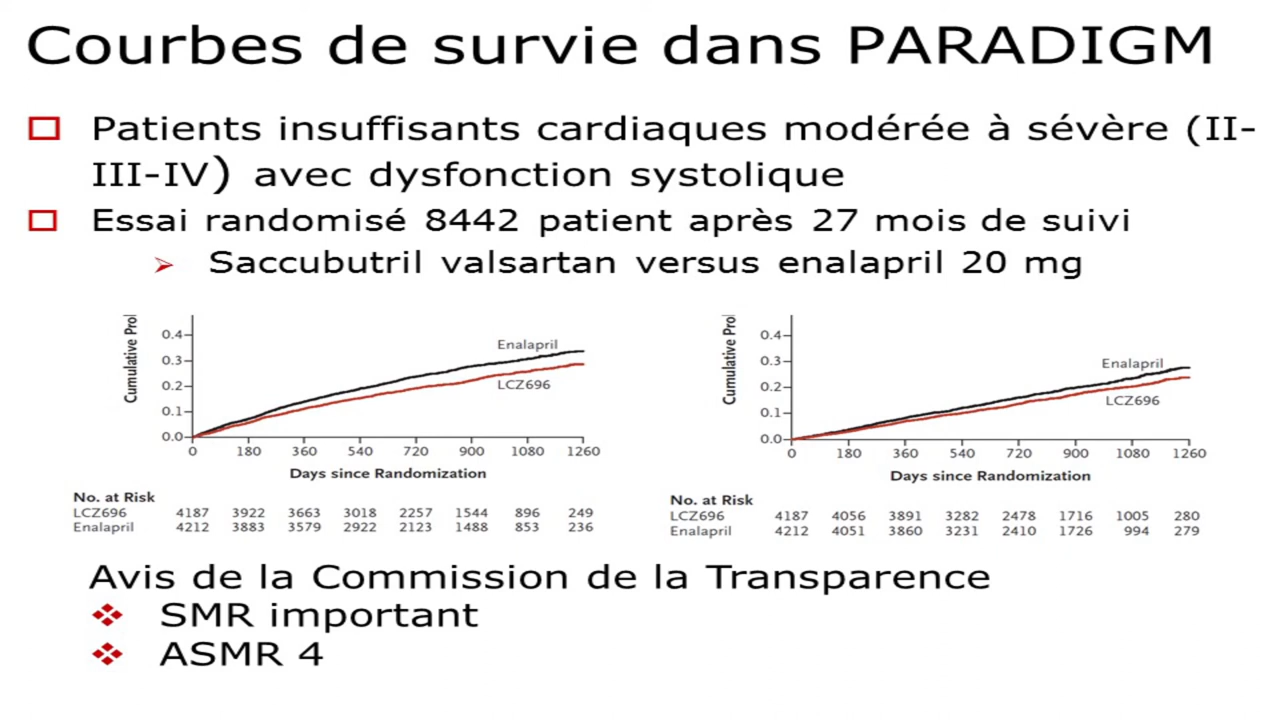 Courbes de survie dans PARADIGM
Patients insuffisants cardiaques modérée à sévère (II-
III-IV) avec dysfonction systolique
Essai randomisé 8442 patient après 27 mois de suivi
Saccubutril valsartan versus enalapril 20 mg
Cumulative Pro
0.4
0.3
0.2
0.1
0.0
Enalapril
LCZ696
0 180 360 540 720 900 1080 1260
Days since Randomization
No. at Risk
LCZ696 4187 3922 3663 3018 2257 1544 896 249
Enalapril 4212 3883 3579 2922 2123 1488 853 236
Cumulative Pro
0.4
0.3
0.2
0.1
0.0
Enalapril
LCZ696
0 180 360 540 720 900 1080 1260
Days since Randomization
No. at Risk
LCZ696 4187 4056 3891 3282 2478 1716 1005 280
Enalapril 4212 4051 3860 3231 2410 1726 994 279
Avis de la Commission de la Transparence
SMR important
ASMR 4